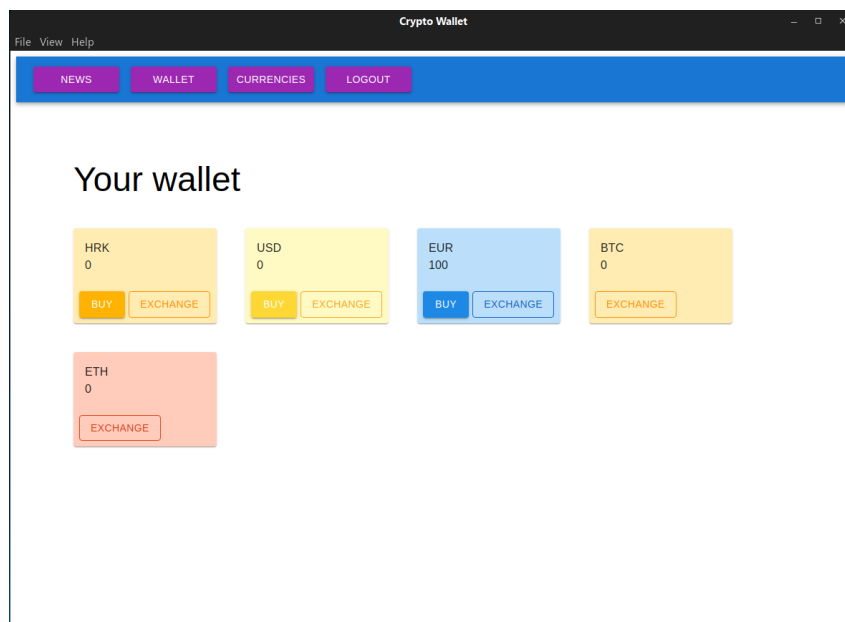 Crypto Wallet
File View Help
NEWS WALLET CURRENCIES LOGOUT
Your wallet
HRK USD EUR BTC
0 0 100 0
BUY EXCHANGE BUY EXCHANGE BUY EXCHANGE EXCHANGE
ETH
0
EXCHANGE